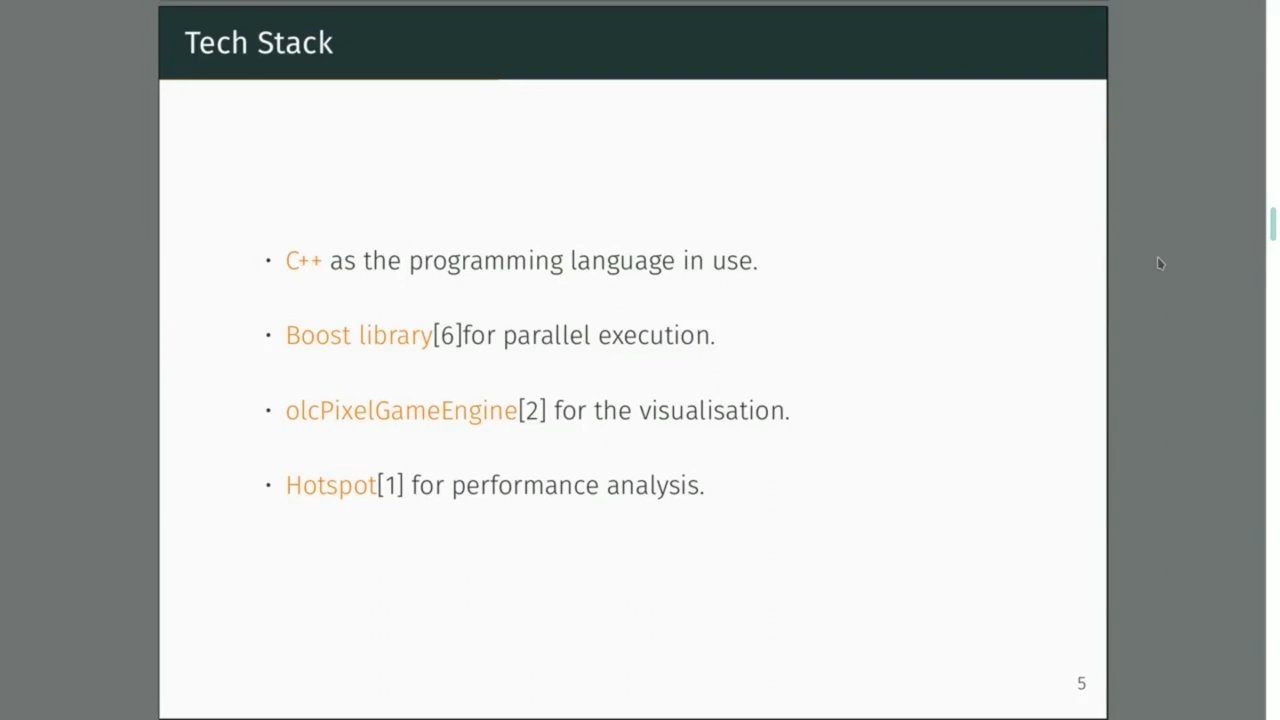 Tech Stack
• C++ as the programming language in use.
• Boost library[6]for parallel execution.
• olcPixelGameEngine[2] for the visualisation.
• Hotspot[1] for performance analysis.
5